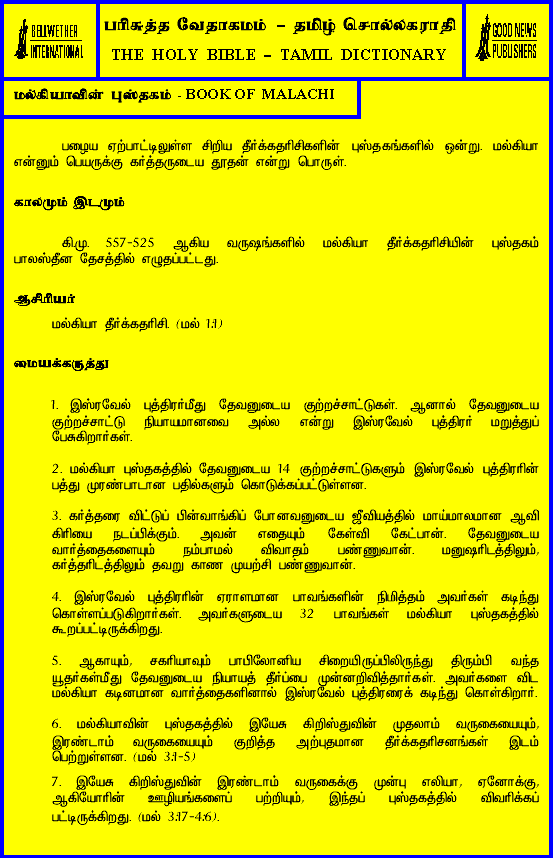 BELLWETHER
INTERNATIONAL
பரிசுத்த வேதாகமம் – தமிழ் சொல்லகராதி
THE HOLY BIBLE – TAMIL DICTIONARY
GOOD NEWS
PUBLISHERS
மல்கியாவின் புஸ்தகம் - BOOK OF MALACHI
பழைய ஏற்பாட்டிலுள்ள சிறிய தீர்க்கதரிசிகளின் புஸ்தகங்களில் ஒன்று. மல்கியா
என்னும் பெயருக்கு கர்த்தருடைய தூதன் என்று பொருள்.
காலமும் இடமும்
கி.மு. 557-525 ஆகிய வருஷங்களில் மல்கியா தீர்க்கதரிசியின் புஸ்தகம்
பாலஸ்தீன தேசத்தில் எழுதப்பட்டது.
ஆசிரியர்
மல்கியா தீர்க்கதரிசி. (மல் 1:1)
மையக்கருத்து
1. இஸ்ரவேல் புத்திரர்மீது தேவனுடைய குற்றச்சாட்டுகள். ஆனால் தேவனுடைய
குற்றச்சாட்டு நியாயமானவை அல்ல என்று இஸ்ரவேல் புத்திரர் மறுத்துப்
பேசுகிறார்கள்.
2. மல்கியா புஸ்தகத்தில் தேவனுடைய 14 குற்றச்சாட்டுகளும் இஸ்ரவேல் புத்திரரின்
பத்து முரண்பாடான பதில்களும் கொடுக்கப்பட்டுள்ளன.
3. கர்த்தரை விட்டுப் பின்வாங்கிப் போனவனுடைய ஜீவியத்தில் மாய்மாலமான ஆவி
கிரியை நடப்பிக்கும். அவன் எதையும் கேள்வி கேட்பான். தேவனுடைய
வார்த்தைகளையும் நம்பாமல் விவாதம் பண்ணுவான். மனுஷரிடத்திலும்,
கர்த்தரிடத்திலும் தவறு காண முயற்சி பண்ணுவான்.
4. இஸ்ரவேல் புத்திரரின் ஏராளமான பாவங்களின் நிமித்தம் அவர்கள் கடிந்து
கொள்ளப்படுகிறார்கள். அவர்களுடைய 32 பாவங்கள் மல்கியா புஸ்தகத்தில்
கூறப்பட்டிருக்கிறது.
5. ஆகாயும், சகரியாவும் பாபிலோனிய சிறையிருப்பிலிருந்து திரும்பி வந்த
யூதர்கள்மீது தேவனுடைய நியாயத் தீர்ப்பை முன்னறிவித்தார்கள். அவர்களை விட
மல்கியா கடினமான வார்த்தைகளினால் இஸ்ரவேல் புத்திரரைக் கடிந்து கொள்கிறார்.
6. மல்கியாவின் புஸ்தகத்தில் இயேசு கிறிஸ்துவின் முதலாம் வருகையையும்,
இரண்டாம் வருகையையும் குறித்த அற்புதமான தீர்க்கதரிசனங்கள் இடம்
பெற்றுள்ளன. (மல் 3:1-5)
7. இயேசு கிறிஸ்துவின் இரண்டாம் வருகைக்கு முன்பு எலியா, ஏனோக்கு,
ஆகியோரின் ஊழியங்களைப் பற்றியும், இந்தப் புஸ்தகத்தில் விவரிக்கப்
பட்டிருக்கிறது. (மல் 3:17-4:6).